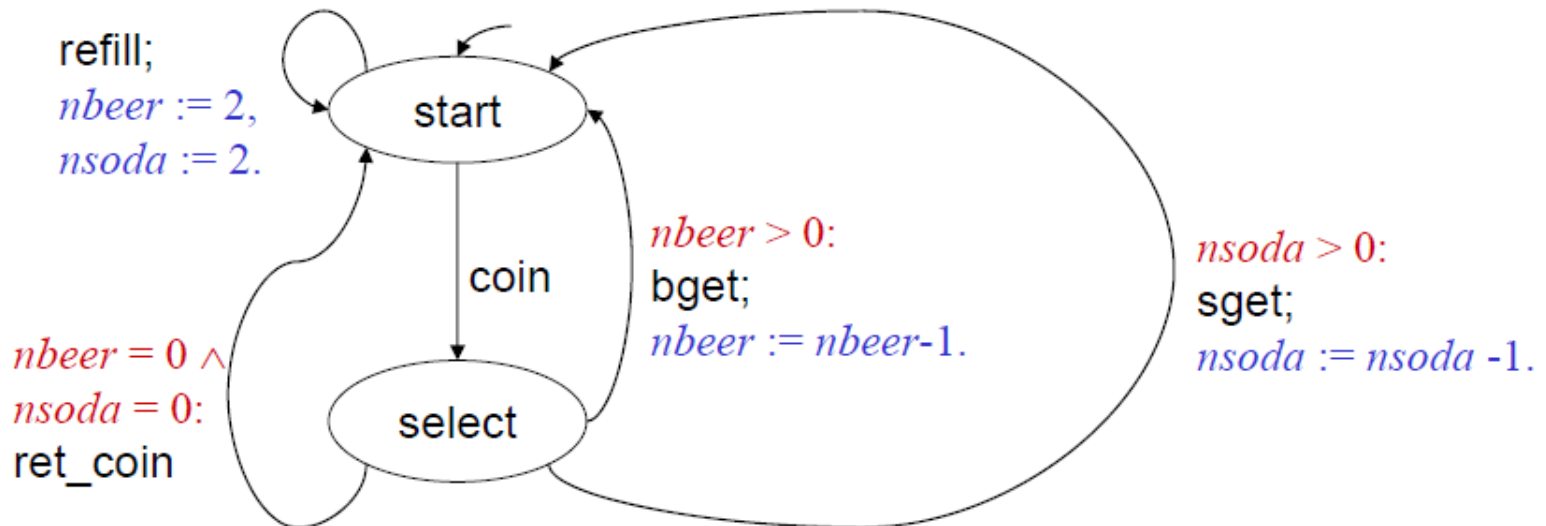 refill;
nbeer := 2,
nsoda := 2.
start
coin
nbeer > 0:
bget;
nbeer := nbeer-1.
nsoda > 0:
sget;
nsoda := nsoda -1.
nbeer = 0 ∧
nsoda = 0:
ret_coin
select